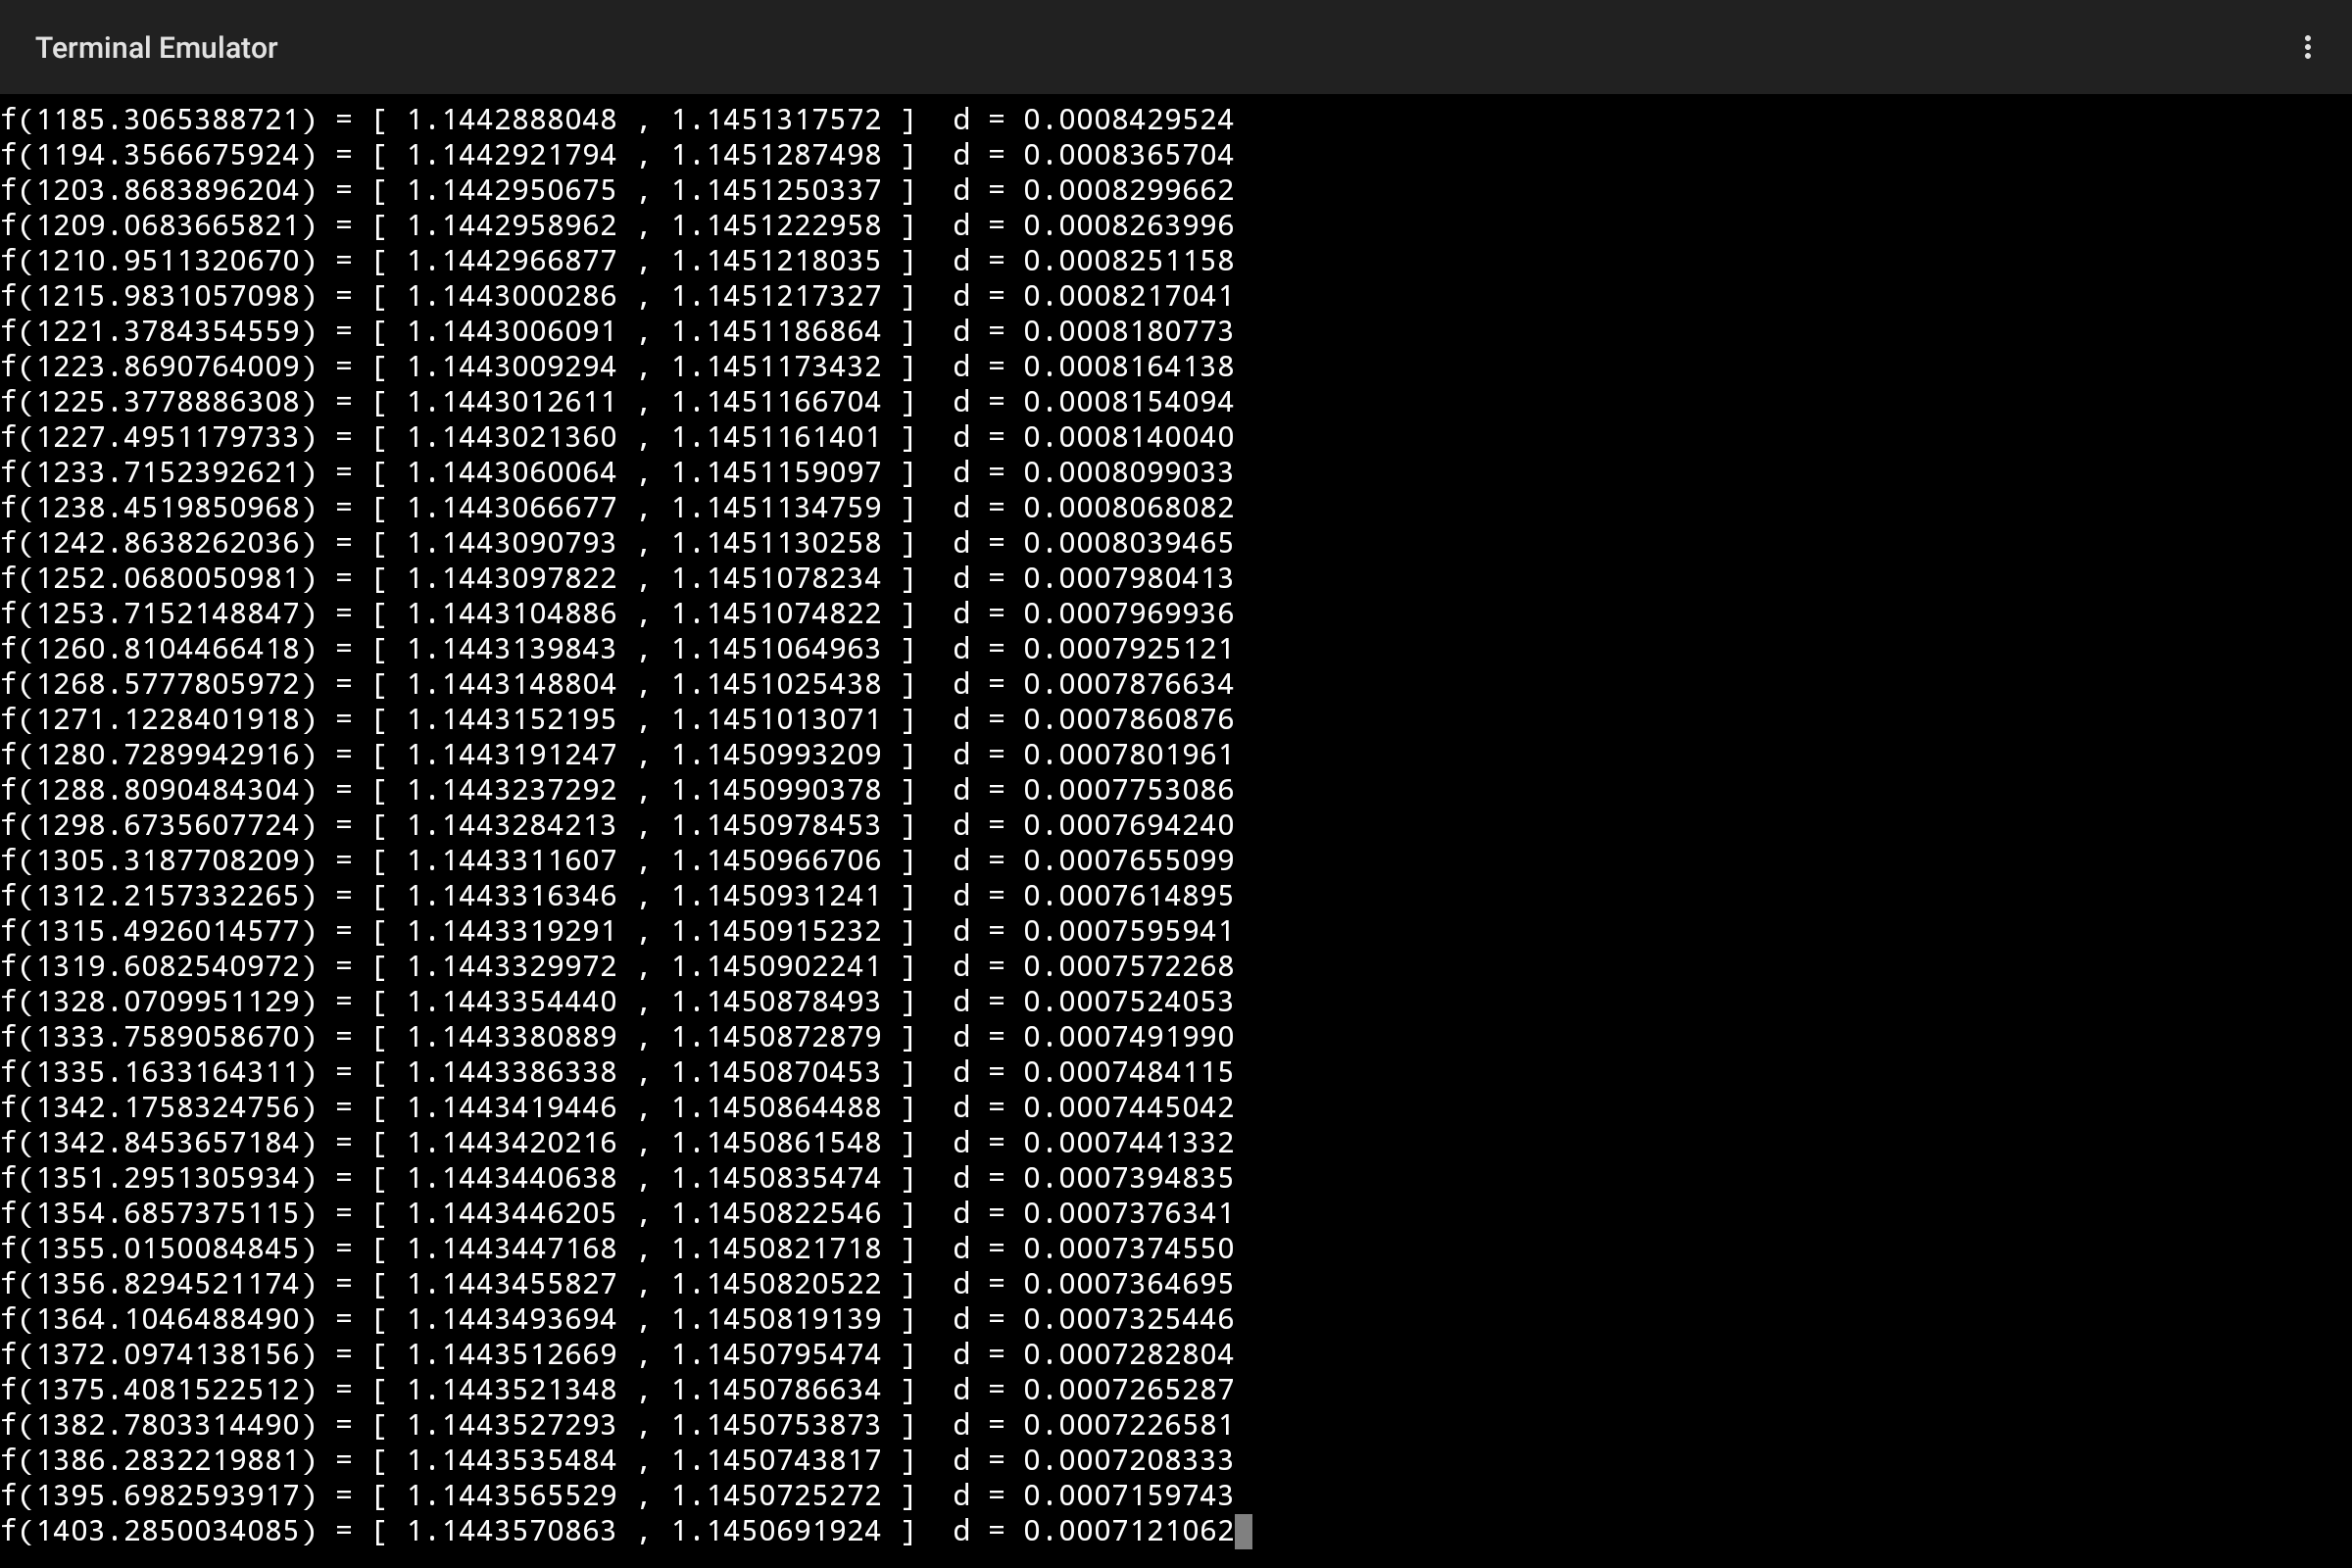 Terminal Emulator
f(1185.3065388721) = [ 1.1442888048 , 1.1451317572 ]  d = 0.0008429524
f(1194.3566675924) = [ 1.1442921794 , 1.1451287498 ]  d = 0.0008365704
f(1203.8683896204) = [ 1.1442950675 , 1.1451250337 ]  d = 0.0008299662
f(1209.0683665821) = [ 1.1442958962 , 1.1451222958 ]  d = 0.0008263996
f(1210.9511320670) = [ 1.1442966877 , 1.1451218035 ]  d = 0.0008251158
f(1215.9831057098) = [ 1.1443000286 , 1.1451217327 ]  d = 0.0008217041
f(1221.3784354559) = [ 1.1443006091 , 1.1451186864 ]  d = 0.0008180773
f(1223.8690764009) = [ 1.1443009294 , 1.1451173432 ]  d = 0.0008164138
f(1225.3778886308) = [ 1.1443012611 , 1.1451166704 ]  d = 0.0008154094
f(1227.4951179733) = [ 1.1443021360 , 1.1451161401 ]  d = 0.0008140040
f(1233.7152392621) = [ 1.1443060064 , 1.1451159097 ]  d = 0.0008099033
f(1238.4519850968) = [ 1.1443066677 , 1.1451134759 ]  d = 0.0008068082
f(1242.8638262036) = [ 1.1443090793 , 1.1451130258 ]  d = 0.0008039465
f(1252.0680050981) = [ 1.1443097822 , 1.1451078234 ]  d = 0.0007980413
f(1253.7152148847) = [ 1.1443104886 , 1.1451074822 ]  d = 0.0007969936
f(1260.8104466418) = [ 1.1443139843 , 1.1451064963 ]  d = 0.0007925121
f(1268.5777805972) = [ 1.1443148804 , 1.1451025438 ]  d = 0.0007876634
f(1271.1228401918) = [ 1.1443152195 , 1.1451013071 ]  d = 0.0007860876
f(1280.7289942916) = [ 1.1443191247 , 1.1450993209 ]  d = 0.0007801961
f(1288.8090484304) = [ 1.1443237292 , 1.1450990378 ]  d = 0.0007753086
f(1298.6735607724) = [ 1.1443284213 , 1.1450978453 ]  d = 0.0007694240
f(1305.3187708209) = [ 1.1443311607 , 1.1450966706 ]  d = 0.0007655099
f(1312.2157332265) = [ 1.1443316346 , 1.1450931241 ]  d = 0.0007614895
f(1315.4926014577) = [ 1.1443319291 , 1.1450915232 ]  d = 0.0007595941
f(1319.6082540972) = [ 1.1443329972 , 1.1450902241 ]  d = 0.0007572268
f(1328.0709951129) = [ 1.1443354440 , 1.1450878493 ]  d = 0.0007524053
f(1333.7589058670) = [ 1.1443380889 , 1.1450872879 ]  d = 0.0007491990
f(1335.1633164311) = [ 1.1443386338 , 1.1450870453 ]  d = 0.0007484115
f(1342.1758324756) = [ 1.1443419446 , 1.1450864488 ]  d = 0.0007445042
f(1342.8453657184) = [ 1.1443420216 , 1.1450861548 ]  d = 0.0007441332
f(1351.2951305934) = [ 1.1443440638 , 1.1450835474 ]  d = 0.0007394835
f(1354.6857375115) = [ 1.1443446205 , 1.1450822546 ]  d = 0.0007376341
f(1355.0150084845) = [ 1.1443447168 , 1.1450821718 ]  d = 0.0007374550
f(1356.8294521174) = [ 1.1443455827 , 1.1450820522 ]  d = 0.0007364695
f(1364.1046488490) = [ 1.1443493694 , 1.1450819139 ]  d = 0.0007325446
f(1372.0974138156) = [ 1.1443512669 , 1.1450795474 ]  d = 0.0007282804
f(1375.4081522512) = [ 1.1443521348 , 1.1450786634 ]  d = 0.0007265287
f(1382.7803314490) = [ 1.1443527293 , 1.1450753873 ]  d = 0.0007226581
f(1386.2832219881) = [ 1.1443535484 , 1.1450743817 ]  d = 0.0007208333
f(1395.6982593917) = [ 1.1443565529 , 1.1450725272 ]  d = 0.0007159743
f(1403.2850034085) = [ 1.1443570863 , 1.1450691924 ]  d = 0.0007121062